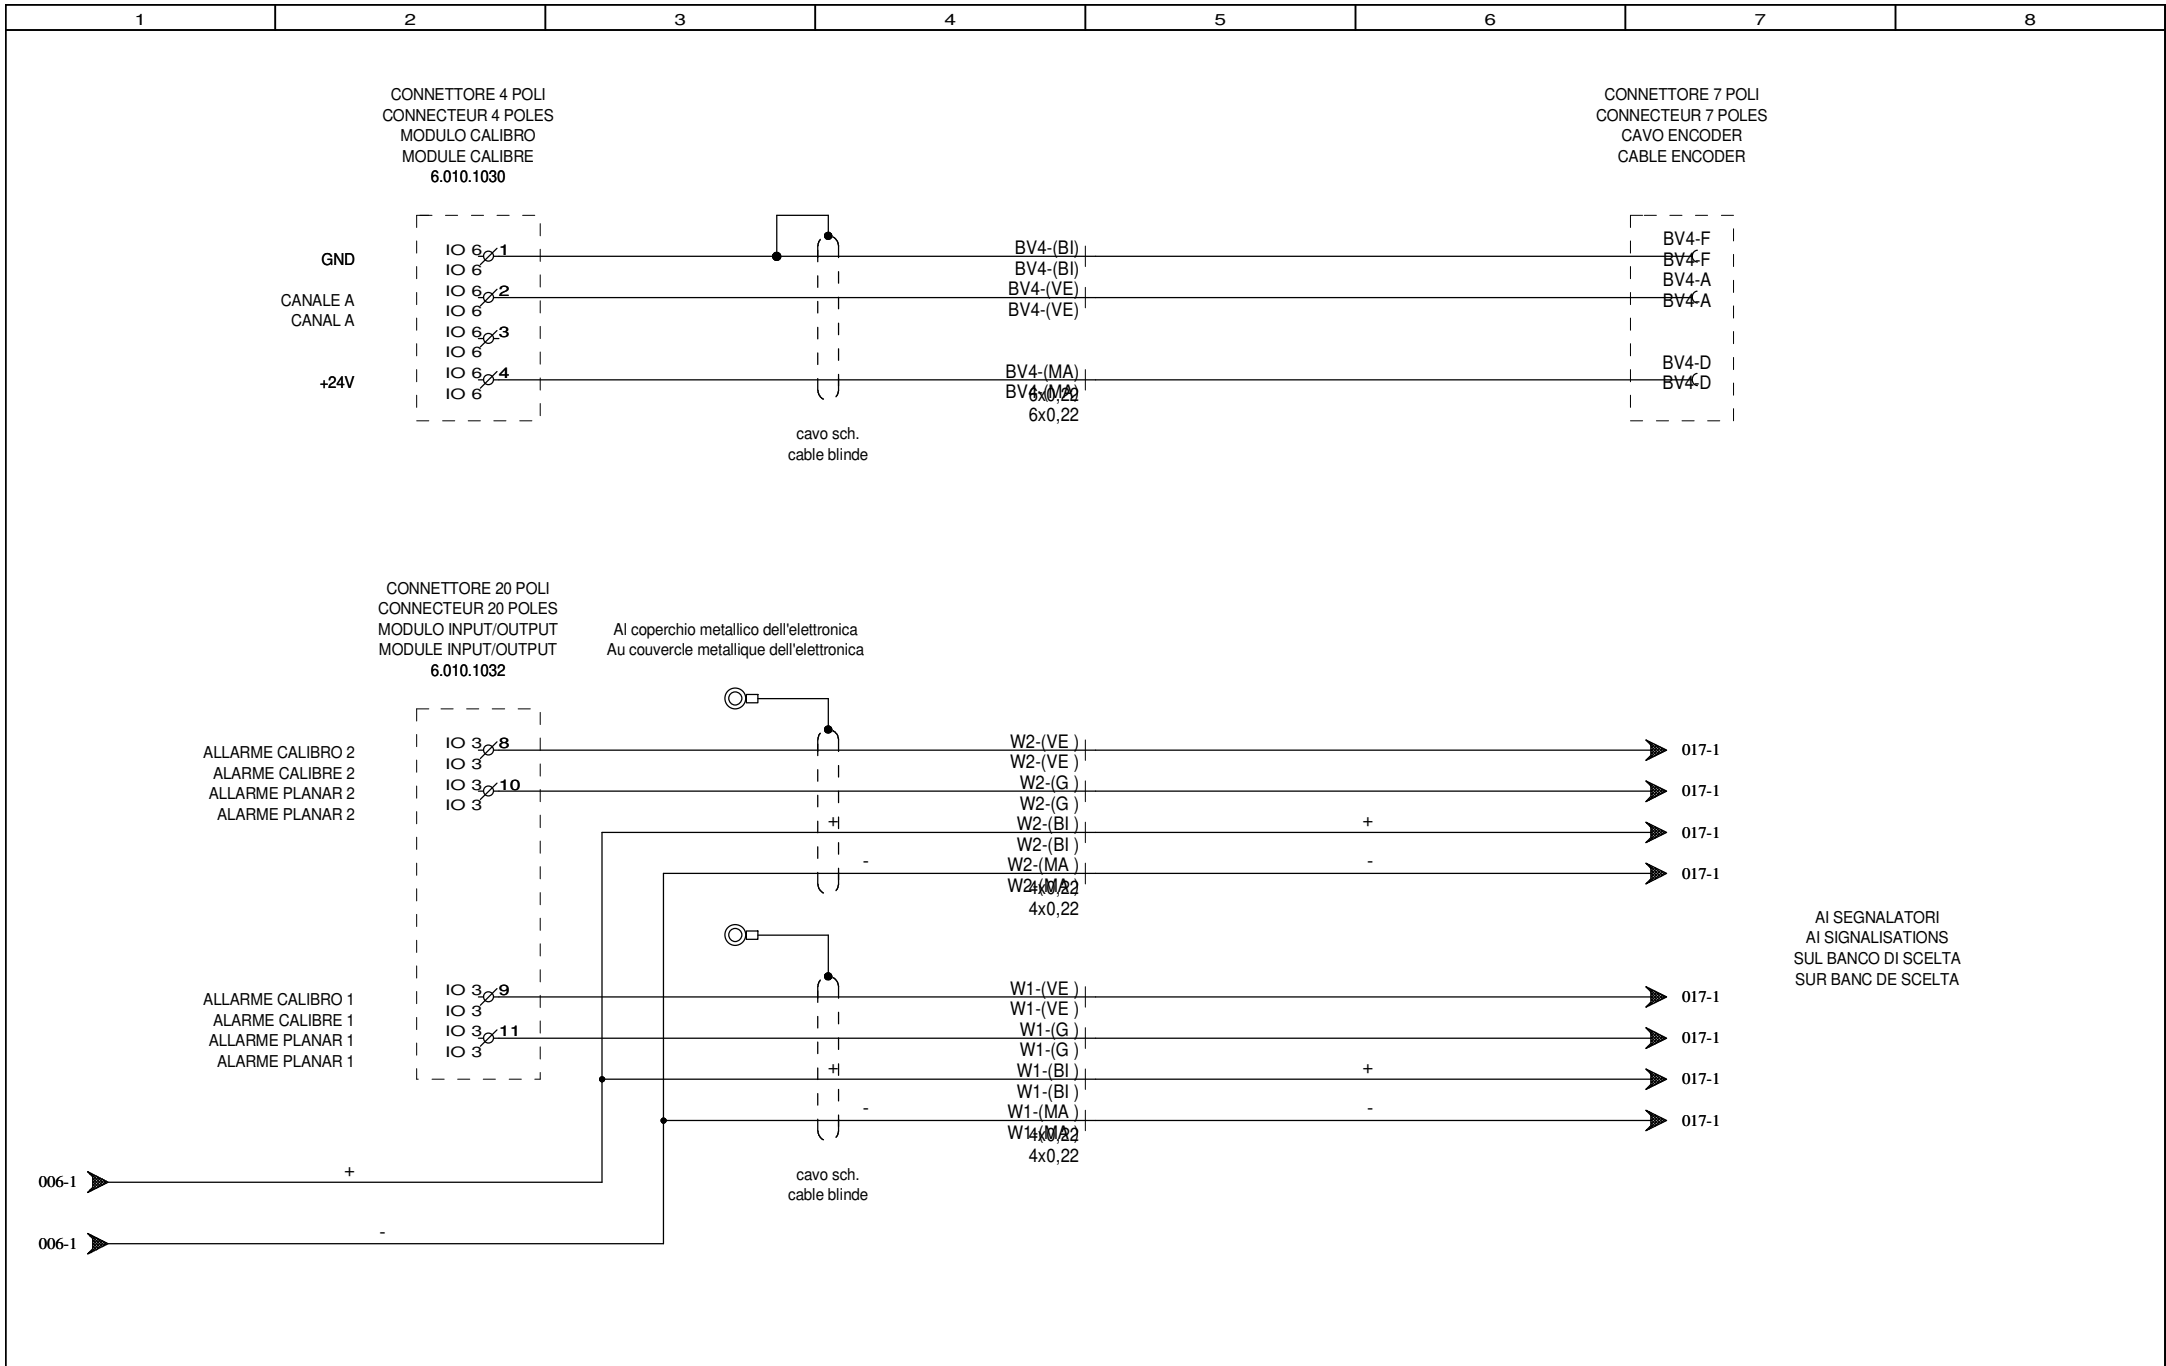 1 2 3 4 5 6 7 8
CONNETTORE 4 POLI
CONNECTEUR 4 POLES
MODULO CALIBRO
MODULE CALIBRE
6.010.1030
CONNETTORE 7 POLI
CONNECTEUR 7 POLES
CAVO ENCODER
CABLE ENCODER
GND
CANALE A
CANAL A
+24V
IO 6 1
IO 6
IO 6 2
IO 6
IO 6 3
IO 6
IO 6 4
IO 6
BV4-(BI)
BV4-(BI)
BV4-(VE)
BV4-(VE)
BV4-(MA)
BV4-(MA)
6x0,22
6x0,22
BV4-F
BV4-F
BV4-A
BV4-A
BV4-D
BV4-D
cavo sch.
cable blinde
CONNETTORE 20 POLI
CONNECTEUR 20 POLES
MODULO INPUT/OUTPUT
MODULE INPUT/OUTPUT
6.010.1032
Al coperchio metallico dell'elettronica
Au couvercle metallique dell'elettronica
ALLARME CALIBRO 2
ALARME CALIBRE 2
ALLARME PLANAR 2
ALARME PLANAR 2
IO 3 8
IO 3
IO 3 10
IO 3
W2-(VE )
W2-(VE )
W2-(G )
W2-(G )
+ W2-(BI ) +
W2-(BI )
- W2-(MA ) -
W2-(MA )
4x0,22
4x0,22
017-1
017-1
017-1
017-1
AI SEGNALATORI
AI SIGNALISATIONS
SUL BANCO DI SCELTA
SUR BANC DE SCELTA
ALLARME CALIBRO 1
ALARME CALIBRE 1
ALLARME PLANAR 1
ALARME PLANAR 1
IO 3 9
IO 3
IO 3 11
IO 3
W1-(VE )
W1-(VE )
W1-(G )
W1-(G )
+ W1-(BI ) +
W1-(BI )
- W1-(MA ) -
W1-(MA )
4x0,22
4x0,22
017-1
017-1
017-1
017-1
cavo sch.
cable blinde
006-1 +
006-1 -